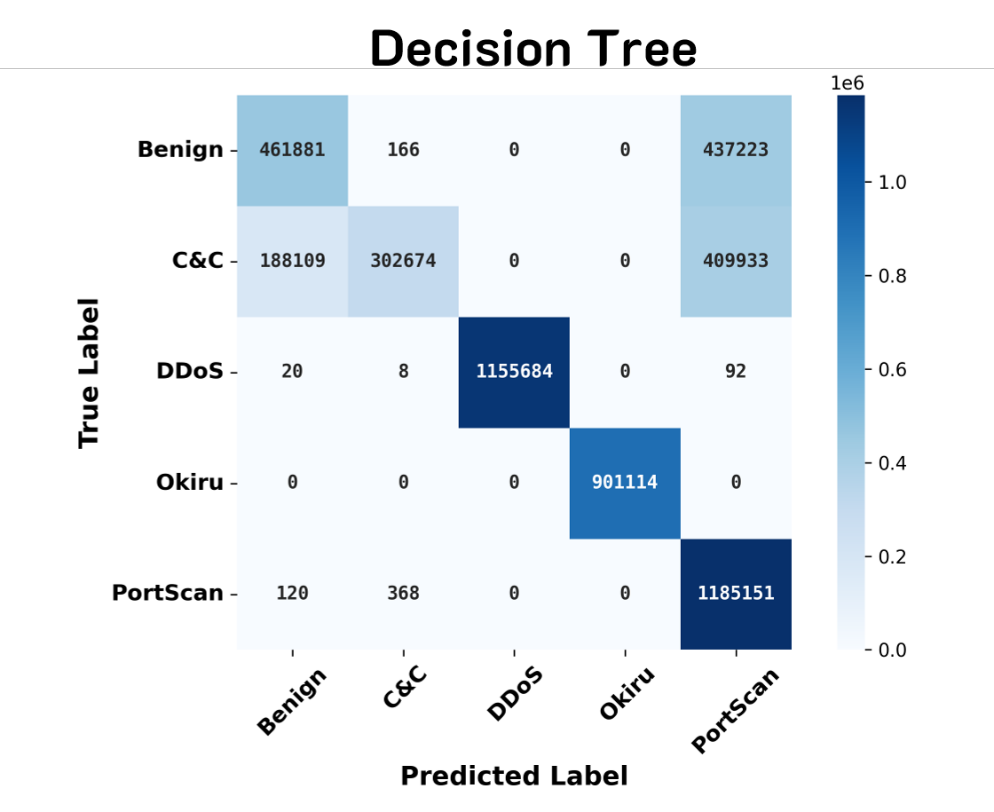 Decision Tree
1e6
Benign 461881 166 0 0 437223
C&C 188109 302674 0 0 409933
DDoS 20 8 1155684 0 92
Okiru 0 0 0 901114 0
PortScan 120 368 0 0 1185151
1.0
0.8
0.6
0.4
0.2
0.0
True Label
Benign C&C DDoS Okiru PortScan
Predicted Label